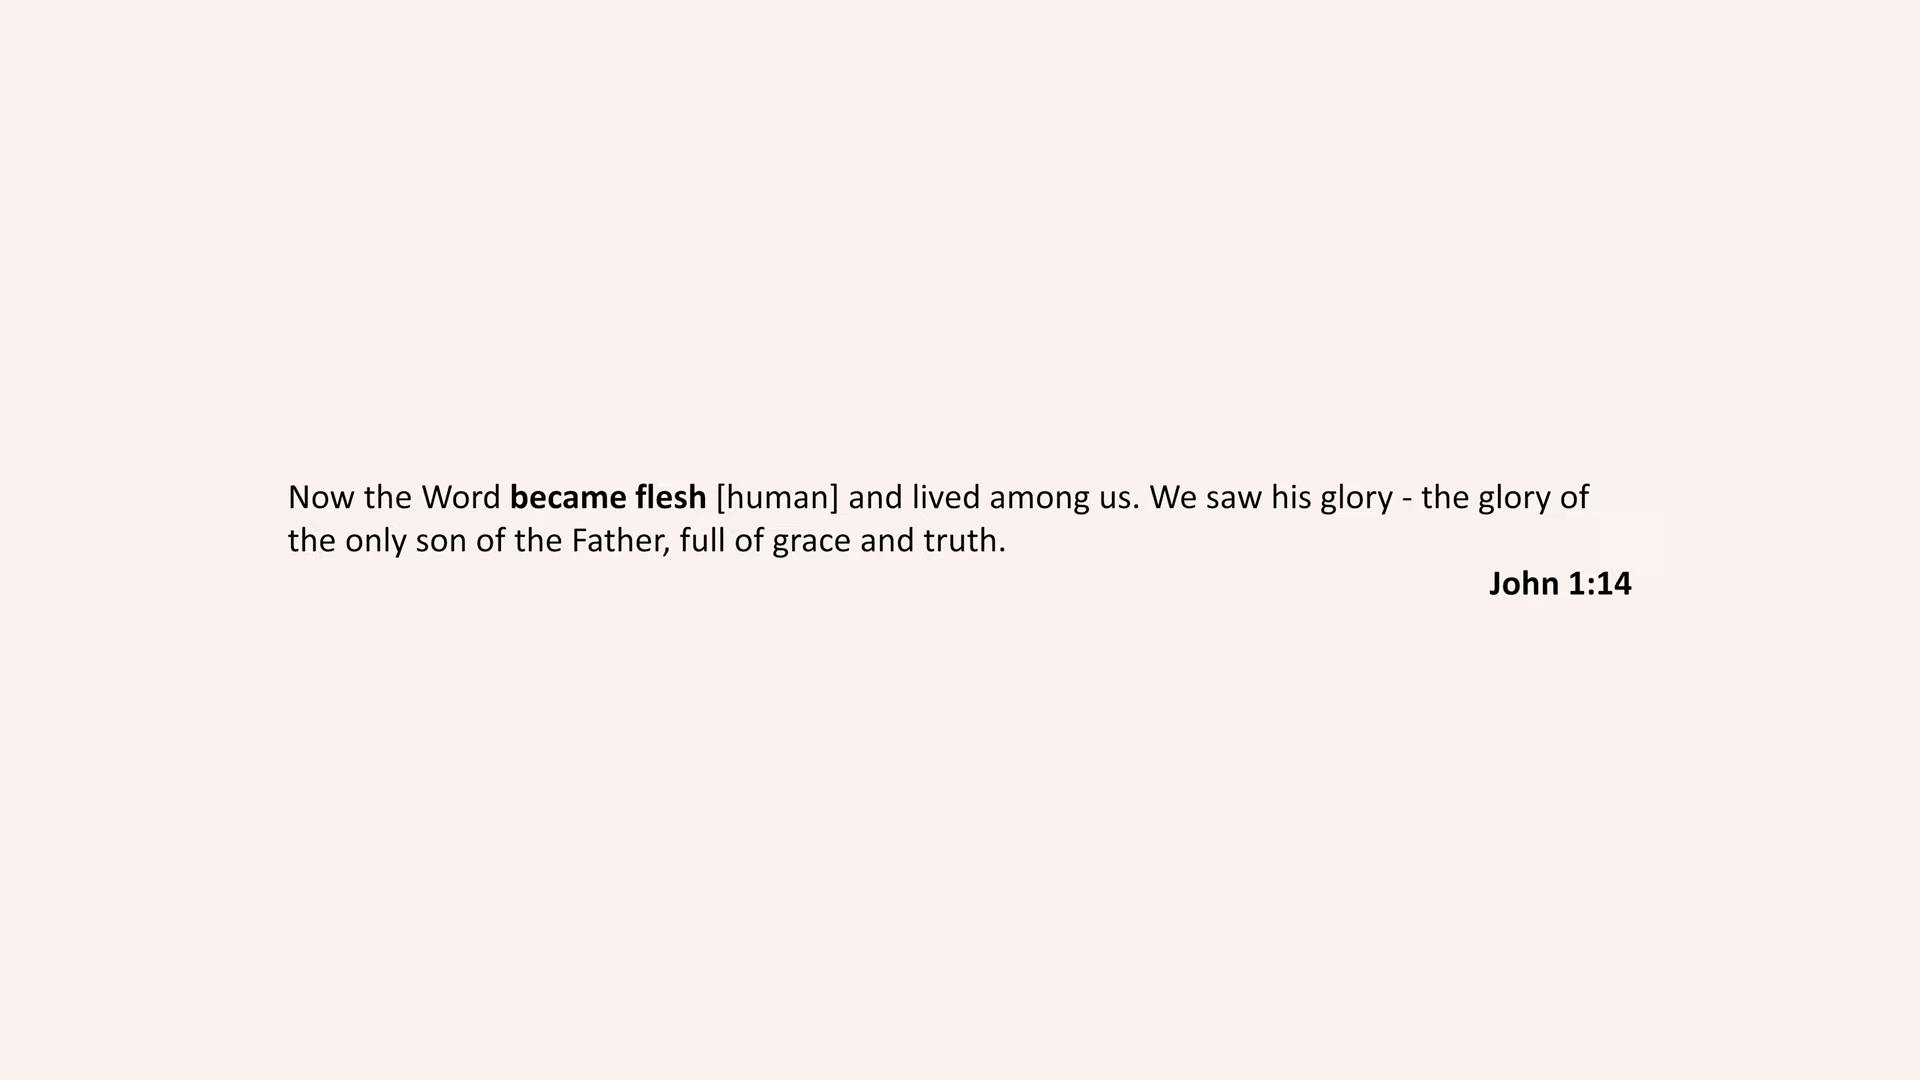 Now the Word became flesh [human] and lived among us. We saw his glory - the glory of
the only son of the Father, full of grace and truth.
John 1:14